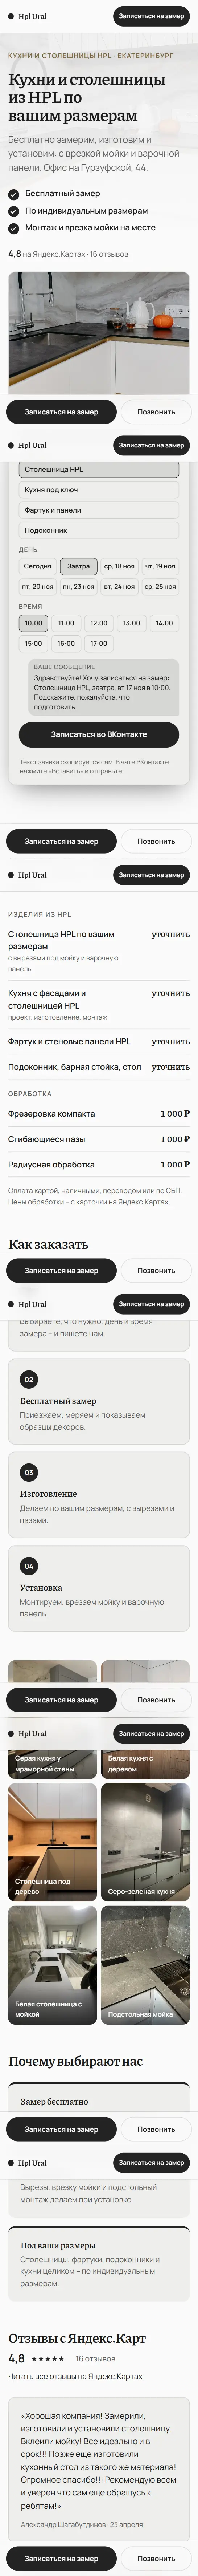 Hpl Ural
Записаться на замер
КУХНИ И СТОЛЕШНИЦЫ HPL · ЕКАТЕРИНБУРГ
Кухни и столешницы
из HPL по
вашим размерам
Бесплатно замерим, изготовим и
установим: с врезкой мойки и варочной
панели. Офис на Гурзуфской, 44.
Бесплатный замер
По индивидуальным размерам
Монтаж и врезка мойки на месте
4,8 на Яндекс.Картах · 16 отзывов
Записаться на замер
Позвонить
Hpl Ural
Записаться на замер
Столешница HPL
Кухня под ключ
Фартук и панели
Подоконник
ДЕНЬ
Сегодня
Завтра
ср, 18 ноя
чт, 19 ноя
пт, 20 ноя
пн, 23 ноя
вт, 24 ноя
ср, 25 ноя
ВРЕМЯ
10:00
11:00
12:00
13:00
14:00
15:00
16:00
17:00
ВАШЕ СООБЩЕНИЕ
Здравствуйте! Хочу записаться на замер:
Столешница HPL, завтра, вт 17 ноя в 10:00.
Подскажите, пожалуйста, что
подготовить.
Записаться во ВКонтакте
Текст заявки скопируется сам. В чате ВКонтакте
нажмите «Вставить» и отправьте.
Записаться на замер
Позвонить
Hpl Ural
Записаться на замер
ИЗДЕЛИЯ ИЗ HPL
Столешница HPL по вашим
размерам
уточнить
с вырезами под мойку и варочную
панель
Кухня с фасадами и
столешницей HPL
уточнить
проект, изготовление, монтаж
Фартук и стеновые панели HPL
уточнить
Подоконник, барная стойка, стол
уточнить
ОБРАБОТКА
Фрезеровка компакта
1 000 ₽
Сгибающиеся пазы
1 000 ₽
Радиусная обработка
1 000 ₽
Оплата картой, наличными, переводом или по СБП.
Цены обработки – с карточки на Яндекс.Картах.
Как заказать
Записаться на замер
Позвонить
Hpl Ural
Записаться на замер
Выбираете, что нужно, день и время
замера – и пишете нам.
02
Бесплатный замер
Приезжаем, меряем и показываем
образцы декоров.
03
Изготовление
Делаем по вашим размерам, с вырезами и
пазами.
04
Установка
Монтируем, врезаем мойку и варочную
панель.
Записаться на замер
Позвонить
Hpl Ural
Записаться на замер
Серая кухня у
мраморной стены
Белая кухня с
деревом
Столешница под
дерево
Серо-зеленая кухня
Белая столешница с
мойкой
Подстольная мойка
Почему выбирают нас
Замер бесплатно
Записаться на замер
Позвонить
Hpl Ural
Записаться на замер
Вырезы, врезку мойки и подстольный
монтаж делаем при установке.
Под ваши размеры
Столешницы, фартуки, подоконники и
кухни целиком – по индивидуальным
размерам.
Отзывы с Яндекс.Карт
4,8 ★★★★★ 16 отзывов
Читать все отзывы на Яндекс.Картах
«Хорошая компания! Замерили,
изготовили и установили столешницу.
Вклеили мойку! Все идеально и в
срок!!! Позже еще изготовили
кухонный стол из такого же материала!
Огромное спасибо!!! Рекомендую всем
и уверен что сам еще обращусь к
ребятам!»
Александр Шагабутдинов · 23 апреля
Записаться на замер
Позвонить